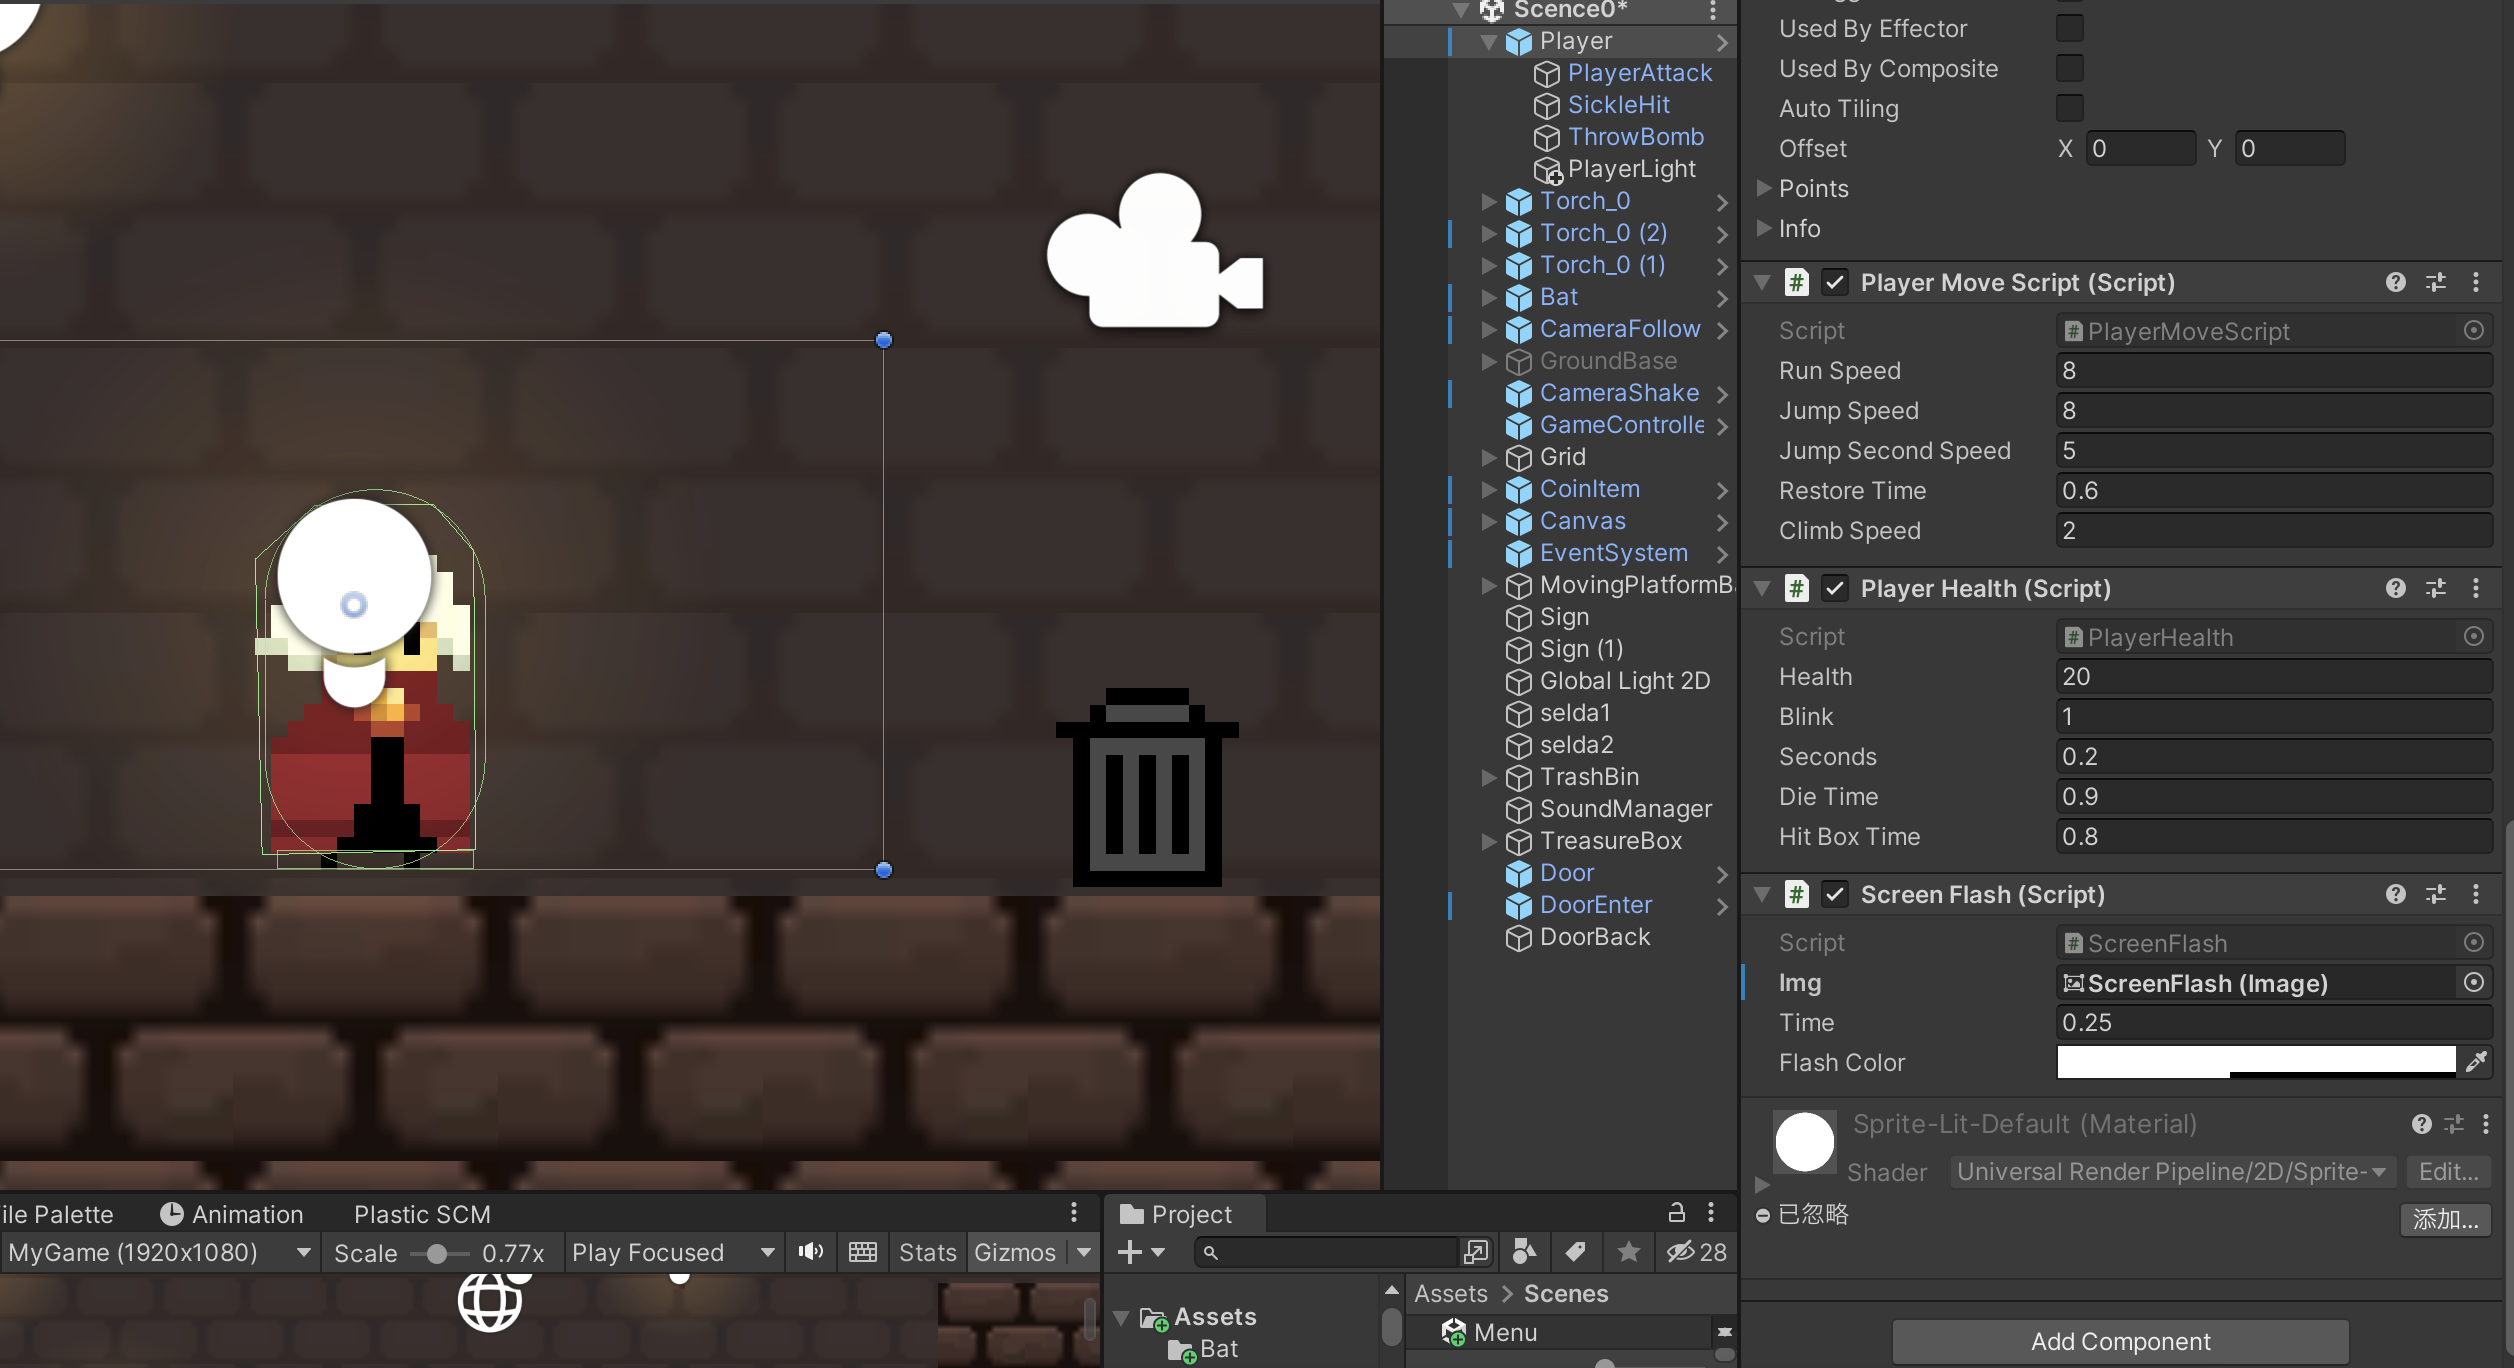 Scence0*
Player
PlayerAttack
SickleHit
ThrowBomb
PlayerLight
Torch_0
Torch_0 (2)
Torch_0 (1)
Bat
CameraFollow
GroundBase
CameraShake
GameControlle
Grid
CoinItem
Canvas
EventSystem
MovingPlatformB
Sign
Sign (1)
Global Light 2D
selda1
selda2
TrashBin
SoundManager
TreasureBox
Door
DoorEnter
DoorBack
Used By Effector
Used By Composite
Auto Tiling
Offset X 0 Y 0
Points
Info
Player Move Script (Script)
Script PlayerMoveScript
Run Speed 8
Jump Speed 8
Jump Second Speed 5
Restore Time 0.6
Climb Speed 2
Player Health (Script)
Script PlayerHealth
Health 20
Blink 1
Seconds 0.2
Die Time 0.9
Hit Box Time 0.8
Screen Flash (Script)
Script ScreenFlash
Img ScreenFlash (Image)
Time 0.25
Flash Color
Sprite-Lit-Default (Material)
Shader Universal Render Pipeline/2D/Sprite- Edit...
已忽略
添加...
Add Component
ile Palette Animation Plastic SCM
MyGame (1920x1080) Scale 0.77x Play Focused Stats Gizmos
Project
28
Assets
Bat
Assets > Scenes
Menu